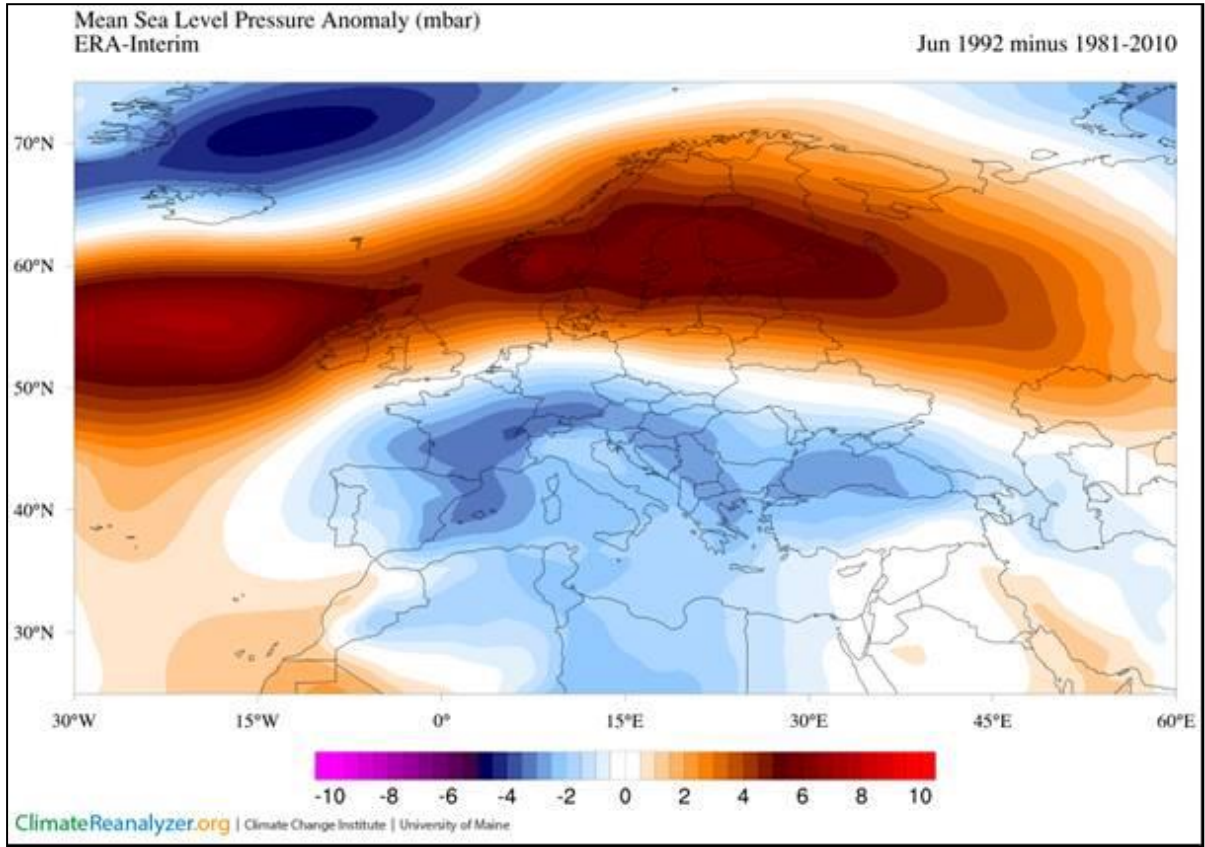 Mean Sea Level Pressure Anomaly (mbar)
ERA-Interim
Jun 1992 minus 1981-2010
70°N
60°N
50°N
40°N
30°N
30°W 15°W 0° 15°E 30°E 45°E 60°E
-10 -8 -6 -4 -2 0 2 4 6 8 10
ClimateReanalyzer.org | Climate Change Institute | University of Maine